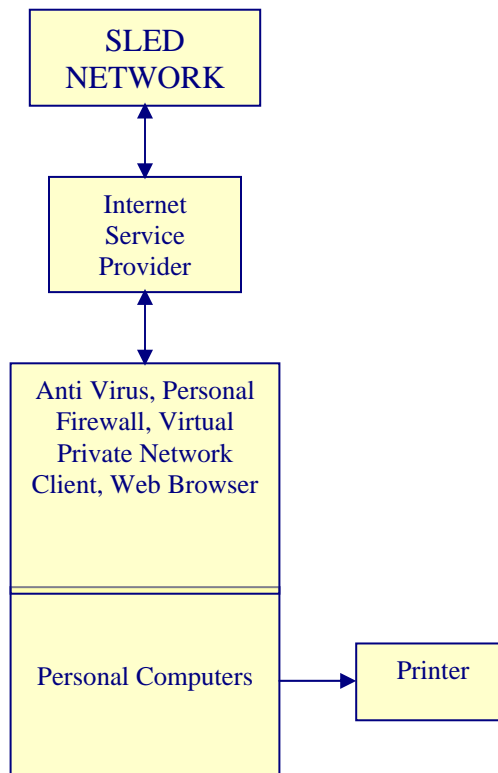 SLED
NETWORK
Internet
Service
Provider
Anti Virus, Personal
Firewall, Virtual
Private Network
Client, Web Browser
Personal Computers
Printer